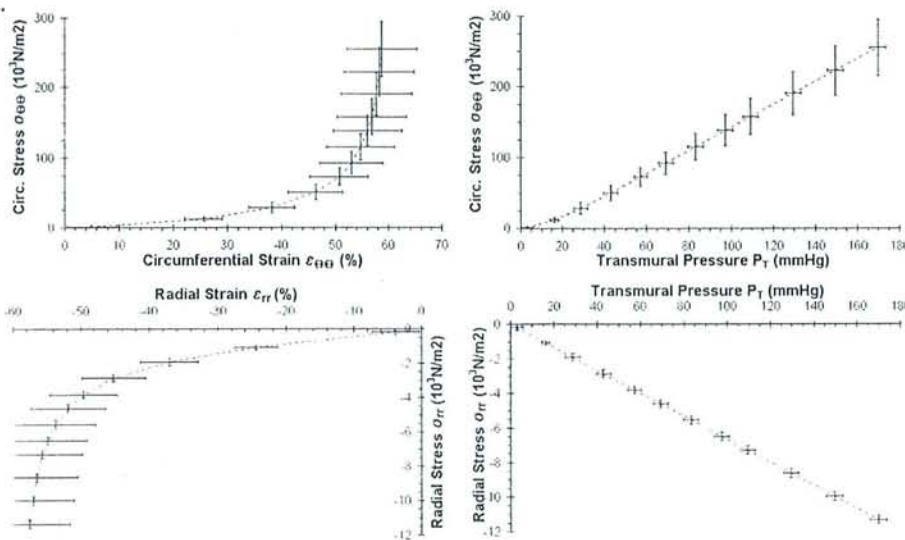 300
200
100
0
Circ. Stress σΘΘ (10³N/m2)
0 10 20 30 40 50 60 70
Circumferential Strain εΘΘ (%)
300
200
100
0
Circ. Stress σΘΘ (10³N/m2)
0 20 40 60 80 100 120 140 160 180
Transmural Pressure PT (mmHg)
Radial Strain εrr (%)
-60 -50 -40 -30 -20 -10 0
0
-2
-4
-6
-8
-10
-12
Radial Stress σrr (10³N/m2)
Transmural Pressure PT (mmHg)
0 20 40 60 80 100 120 140 160 180
0
-2
-4
-6
-8
-10
-12
Radial Stress σrr (10³N/m2)